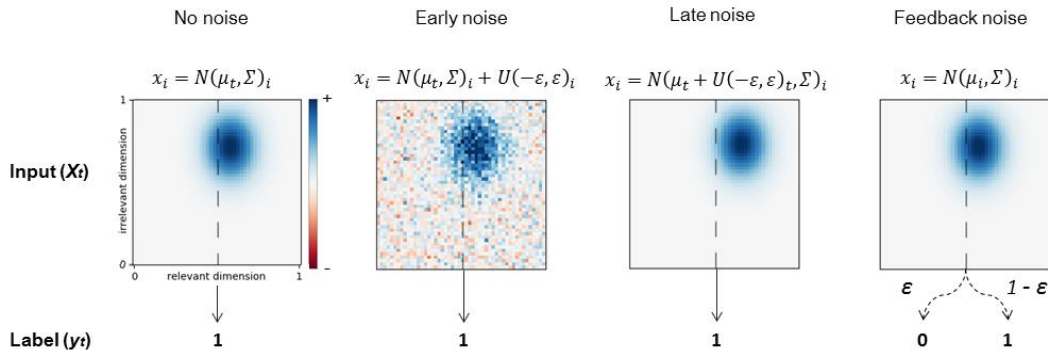 No noise
Early noise
Late noise
Feedback noise
x_i = N(μ_t, Σ)_i
x_i = N(μ_t, Σ)_i + U(−ε, ε)_i
x_i = N(μ_t + U(−ε, ε)_t, Σ)_i
x_i = N(μ_i, Σ)_i
1
+
Input (X_t)
irrelevant dimension
–
0
0
relevant dimension
1
ε
1 - ε
Label (y_t)
1
1
1
0
1